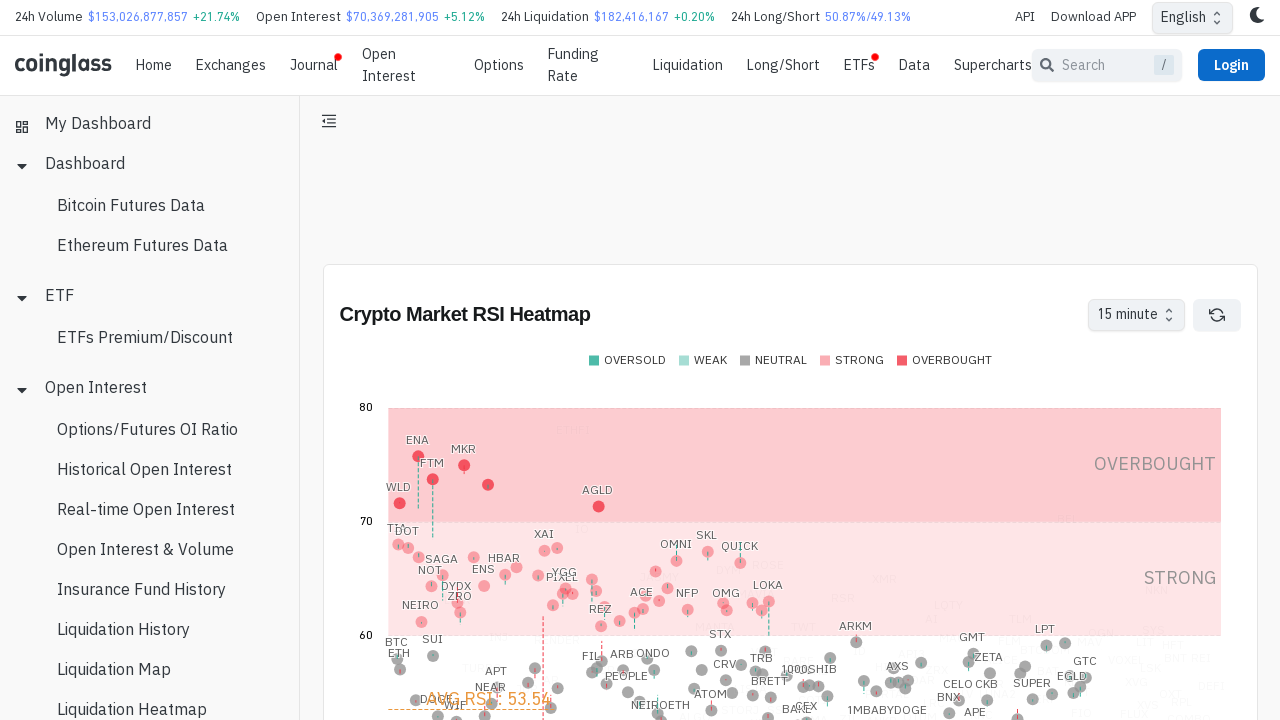 24h Volume $153,026,877,857 +21.74% Open Interest $70,369,281,905 +5.12% 24h Liquidation $182,416,167 +0.20% 24h Long/Short 50.87%/49.13% API Download APP English
coinglass Home Exchanges Journal Open Interest Options Funding Rate Liquidation Long/Short ETFs Data Supercharts Search / Login
My Dashboard
Dashboard
Bitcoin Futures Data
Ethereum Futures Data
ETF
ETFs Premium/Discount
Open Interest
Options/Futures OI Ratio
Historical Open Interest
Real-time Open Interest
Open Interest & Volume
Insurance Fund History
Liquidation History
Liquidation Map
Liquidation Heatmap
Crypto Market RSI Heatmap 15 minute
OVERSOLD WEAK NEUTRAL STRONG OVERBOUGHT
80
ENA
MKR
FTM
OVERBOUGHT
WLD
AGLD
70
TIA
DOT
XAI
SKL
OMNI
QUICK
SAGA
HBAR
NOT
ENS
YGG
PIXEL
STRONG
DYDX
LOKA
ZRO
ACE
NFP
OMG
NEIRO
REZ
60
ARKM
LPT
STX
BTC
SUI
GMT
ETH
FIL
ARB
ONDO
TRB
ZETA
GTC
CRV
APT
1000SHIB
AXS
PEOPLE
EGLD
BRETT
CELO
CKB
SUPER
NEAR
ATOM
AVG RSI : 53.54
BNX
NEIROETH
1MBABYDOGE
APE